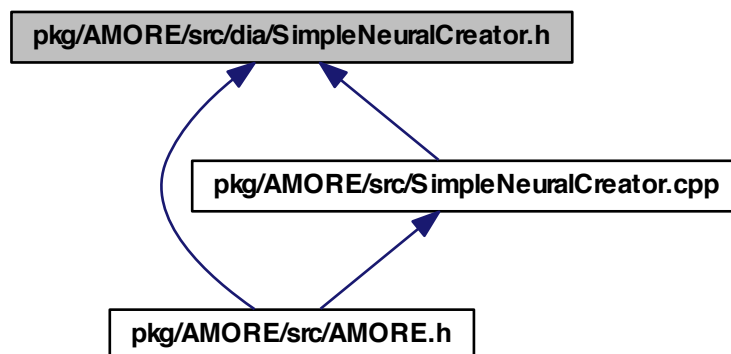 pkg/AMORE/src/dia/SimpleNeuralCreator.h
pkg/AMORE/src/SimpleNeuralCreator.cpp
pkg/AMORE/src/AMORE.h